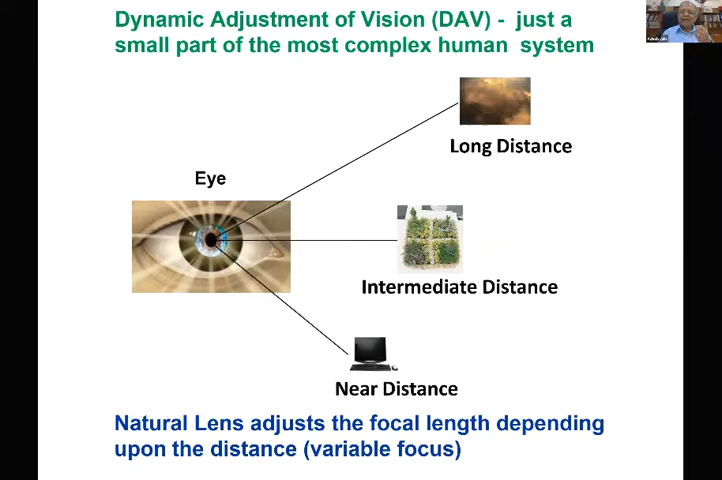 Dynamic Adjustment of Vision (DAV) - just a
small part of the most complex human system
Long Distance
Eye
Intermediate Distance
Near Distance
Natural Lens adjusts the focal length depending
upon the distance (variable focus)